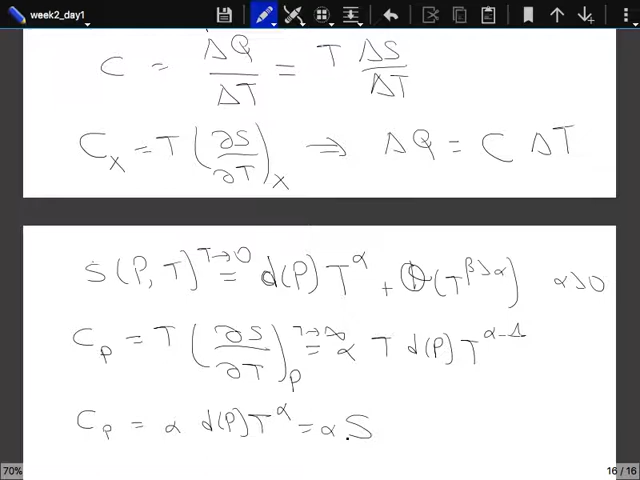 week2_day1
C = ΔQ/ΔT = T ΔS/ΔT
C_X = T (∂S/∂T)_X ⟹ ΔQ = C ΔT
S(P,T) =^{T→0} d(P) T^α + O(T^{β>α}) α>0
C_P = T (∂S/∂T)_P =^{T→0} α T d(P) T^{α-1}
C_P = α d(P) T^α = α.S
70% 16 / 16